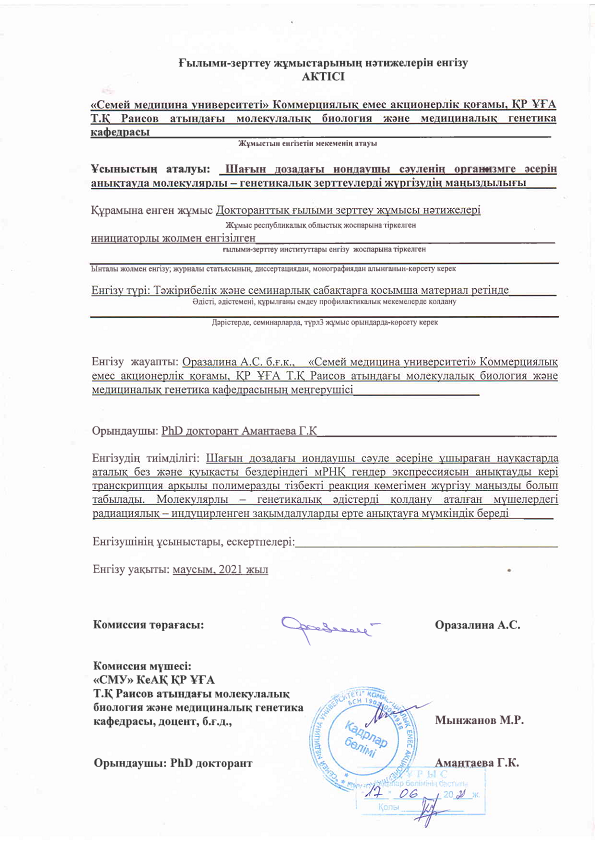 Ғылыми-зерттеу жұмыстарының нәтижелерін енгізу
АКТІСІ
«Семей медицина университеті» Коммерциялық емес акционерлік қоғамы, ҚР ҰҒА
Т.Қ Раисов атындағы молекулалық биология және медициналық генетика
кафедрасы
Жұмыстын енгізетін мекеменің атауы
Ұсыныстың аталуы: Шағын дозадағы иондаушы сәуленің организмге әсерін
анықтауда молекулярлы – генетикалық зерттеулерді жүргізудің маңыздылығы
Құрамына енген жұмыс Докторанттық ғылыми зерттеу жұмысы нәтижелері
Жұмыс республикалық облыстық жоспарына тіркелген
инициаторлы жолмен енгізілген
ғылыми-зерттеу институттары енгізу жоспарына тіркелген
Ынталы жолмен енгізу; журналы статьясының, диссертациядан, монографиядан алынғанын-көрсету керек
Енгізу түрі: Тәжірибелік және семинарлық сабақтарға қосымша материал ретінде
Әдісті, әдістемені, құрылғаны емдеу профилактикалық мекемелерде колдану
Дәрістерде, семинарларда, түрлЗ жұмыс орындарда-көрсету керек
Енгізу жауапты: Оразалина А.С. б.ғ.к., «Семей медицина университеті» Коммерциялық
емес акционерлік қоғамы, ҚР ҰҒА Т.Қ Раисов атындағы молекулалық биология және
медициналық генетика кафедрасының меңгерушісі
Орындаушы: PhD докторант Амантаева Г.К
Енгізудің тиімділігі: Шағын дозадағы иондаушы сәуле әсеріне ұшыраған науқастарда
аталық без және қуықасты бездеріндегі мРНҚ гендер экспрессиясын анықтауды кері
транскрипция арқылы полимеразды тізбекті реакция көмегімен жүргізу маңызды болып
табылады. Молекулярлы – генетикалық әдістерді қолдану аталған мүшелердегі
радиациялық – индуцирленген зақымдалуларды ерте анықтауға мүмкіндік береді
Енгізушінің ұсыныстары, ескертпелері:
Енгізу уақыты: маусым, 2021 жыл
Комиссия төрағасы: Оразалина А.С.
Комиссия мүшесі:
«СМУ» КеАҚ ҚР ҰҒА
Т.Қ Раисов атындағы молекулалық
биология және медициналық генетика
кафедрасы, доцент, б.ғ.д., Мынжанов М.Р.
Кадрлар
бөлімі
Орындаушы: PhD докторант Амантаева Г.К.
ДҰРЫС
17 06 2021 ж.
Қолы